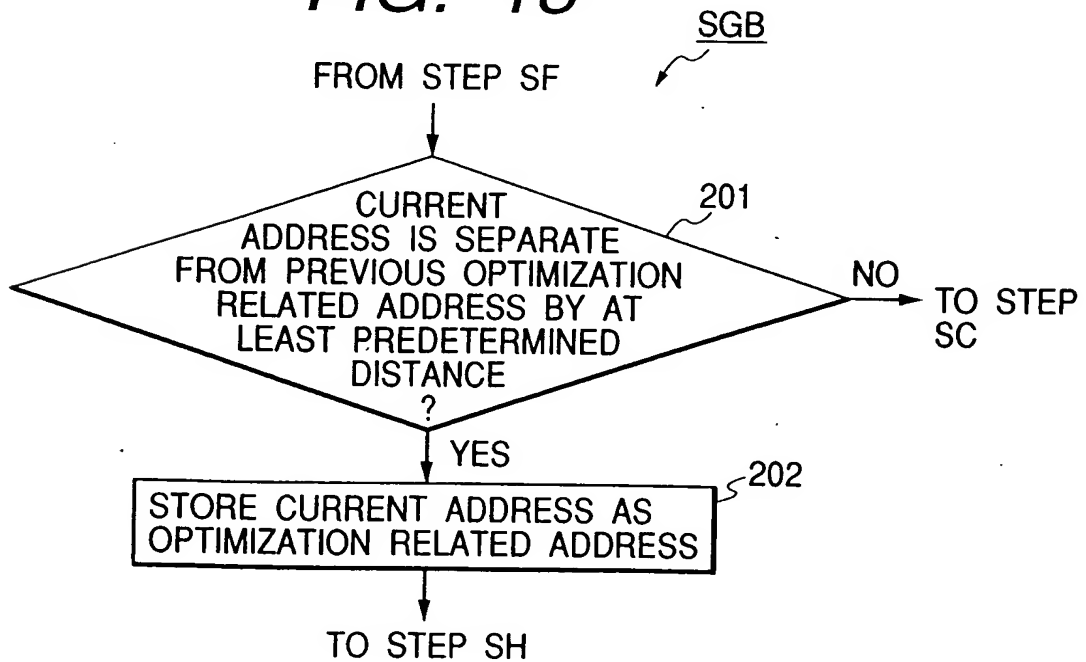 SGB
FROM STEP SF
CURRENT
ADDRESS IS SEPARATE
FROM PREVIOUS OPTIMIZATION
RELATED ADDRESS BY AT
LEAST PREDETERMINED
DISTANCE
?
201
NO
TO STEP
SC
YES
202
STORE CURRENT ADDRESS AS
OPTIMIZATION RELATED ADDRESS
TO STEP SH